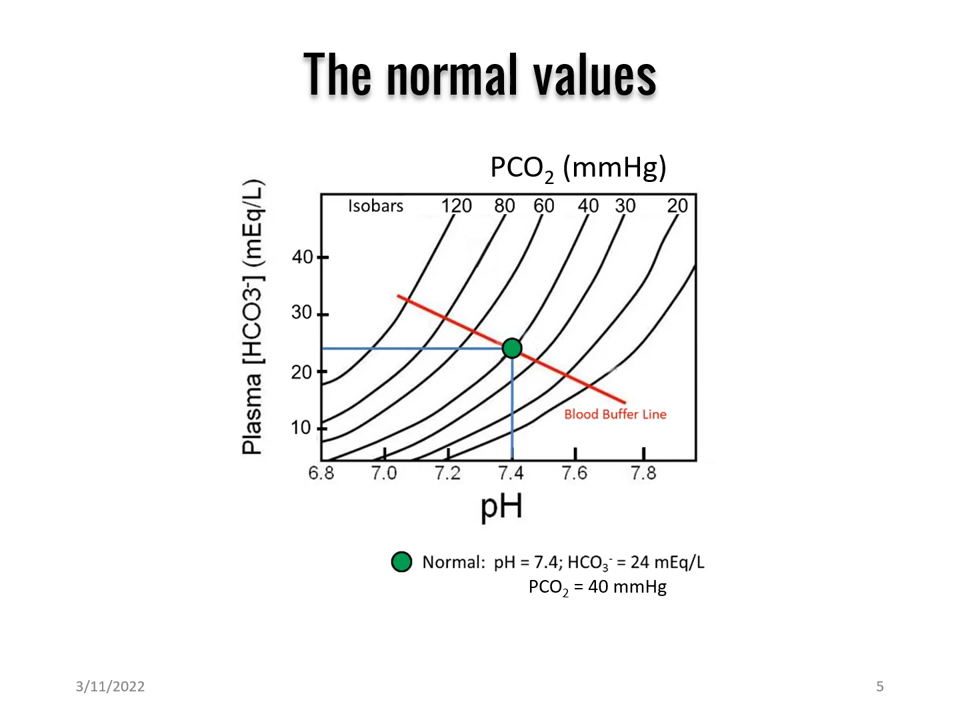 The normal values
PCO₂ (mmHg)
Isobars 120 80 60 40 30 20
Plasma [HCO3⁻] (mEq/L)
40
30
20
10
Blood Buffer Line
6.8 7.0 7.2 7.4 7.6 7.8
pH
Normal: pH = 7.4; HCO₃⁻ = 24 mEq/L
PCO₂ = 40 mmHg
3/11/2022 5